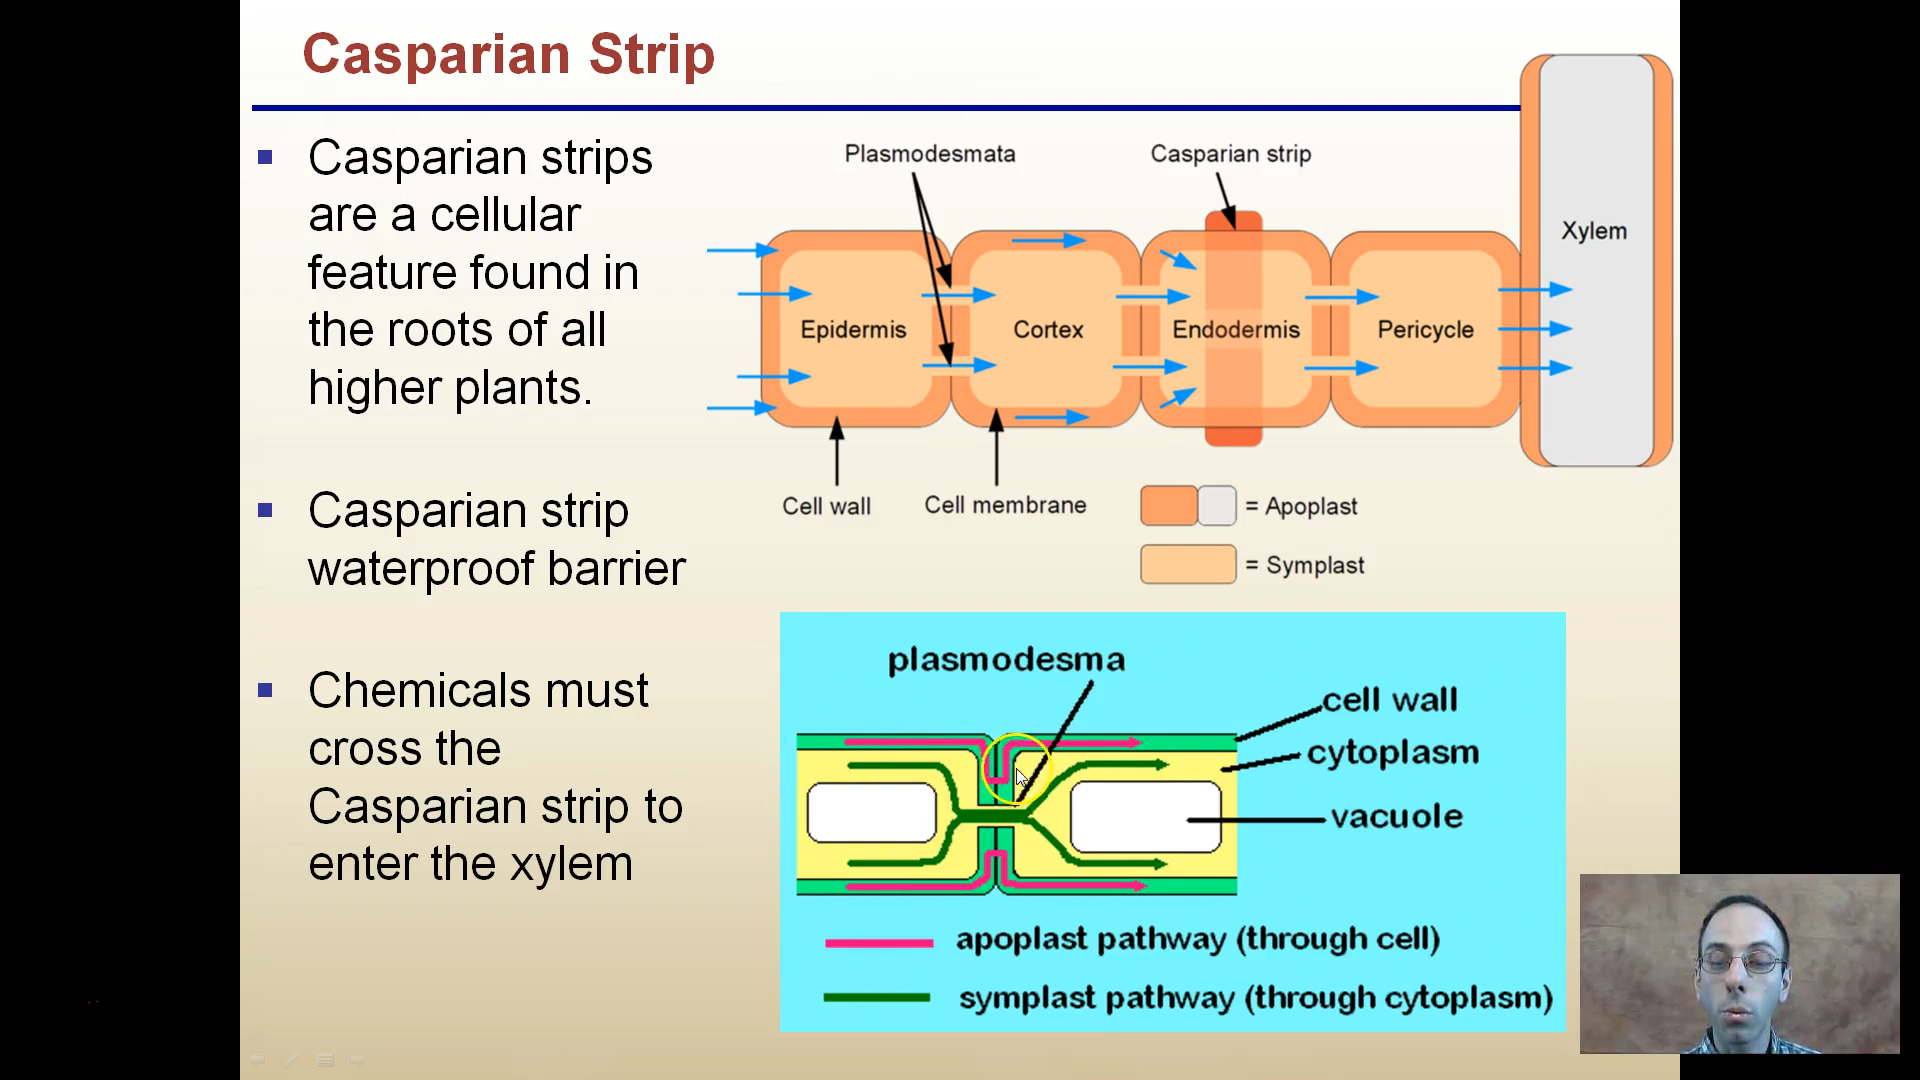 Casparian Strip
Casparian strips
are a cellular
feature found in
the roots of all
higher plants.
Casparian strip
waterproof barrier
Chemicals must
cross the
Casparian strip to
enter the xylem
Plasmodesmata
Casparian strip
Xylem
Epidermis
Cortex
Endodermis
Pericycle
Cell wall
Cell membrane
= Apoplast
= Symplast
plasmodesma
cell wall
cytoplasm
vacuole
apoplast pathway (through cell)
symplast pathway (through cytoplasm)